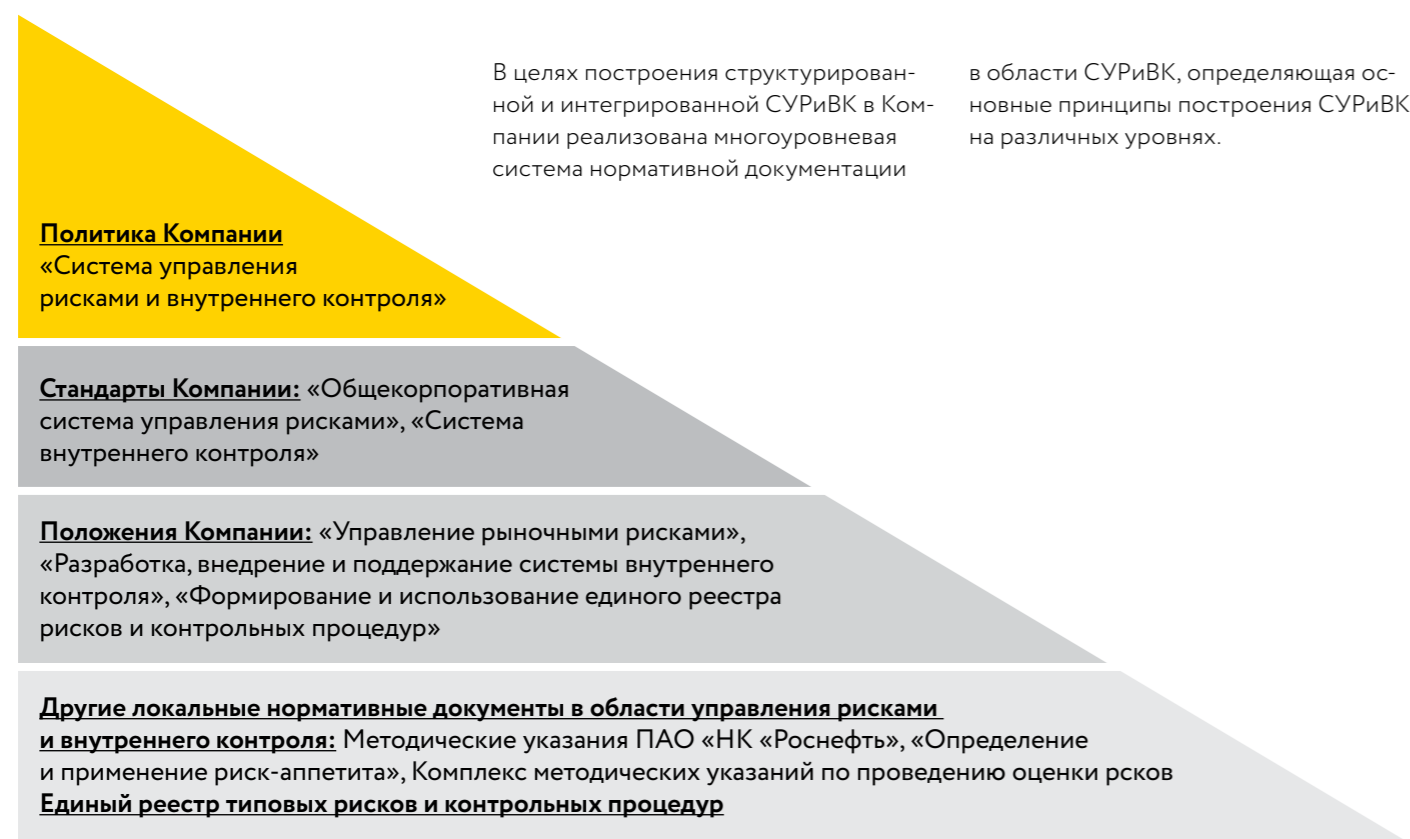 В целях построения структурирован-
ной и интегрированной СУРиВК в Ком-
пании реализована многоуровневая
система нормативной документации
в области СУРиВК, определяющая ос-
новные принципы построения СУРиВК
на различных уровнях.
Политика Компании
«Система управления
рисками и внутреннего контроля»
Стандарты Компании: «Общекорпоративная
система управления рисками», «Система
внутреннего контроля»
Положения Компании: «Управление рыночными рисками»,
«Разработка, внедрение и поддержание системы внутреннего
контроля», «Формирование и использование единого реестра
рисков и контрольных процедур»
Другие локальные нормативные документы в области управления рисками
и внутреннего контроля: Методические указания ПАО «НК «Роснефть», «Определение
и применение риск-аппетита», Комплекс методических указаний по проведению оценки рсков
Единый реестр типовых рисков и контрольных процедур